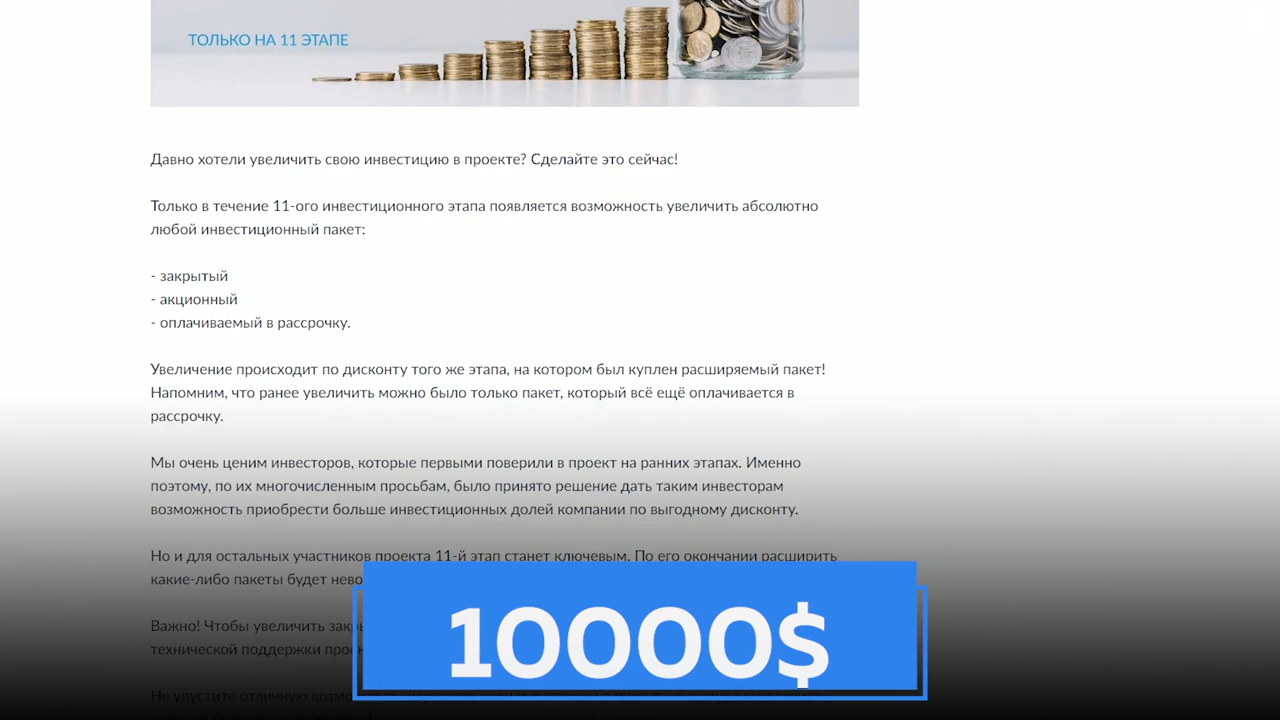 ТОЛЬКО НА 11 ЭТАПЕ
Давно хотели увеличить свою инвестицию в проекте? Сделайте это сейчас!
Только в течение 11-ого инвестиционного этапа появляется возможность увеличить абсолютно
любой инвестиционный пакет:
- закрытый
- акционный
- оплачиваемый в рассрочку.
Увеличение происходит по дисконту того же этапа, на котором был куплен расширяемый пакет!
Напомним, что ранее увеличить можно было только пакет, который всё ещё оплачивается в
рассрочку.
Мы очень ценим инвесторов, которые первыми поверили в проект на ранних этапах. Именно
поэтому, по их многочисленным просьбам, было принято решение дать таким инвесторам
возможность приобрести больше инвестиционных долей компании по выгодному дисконту.
Но и для остальных участников проекта 11-й этап станет ключевым. По его окончании расширить
какие-либо пакеты будет
Важно! Чтобы увеличить
технической поддержки
Не упустите отличную
10000$